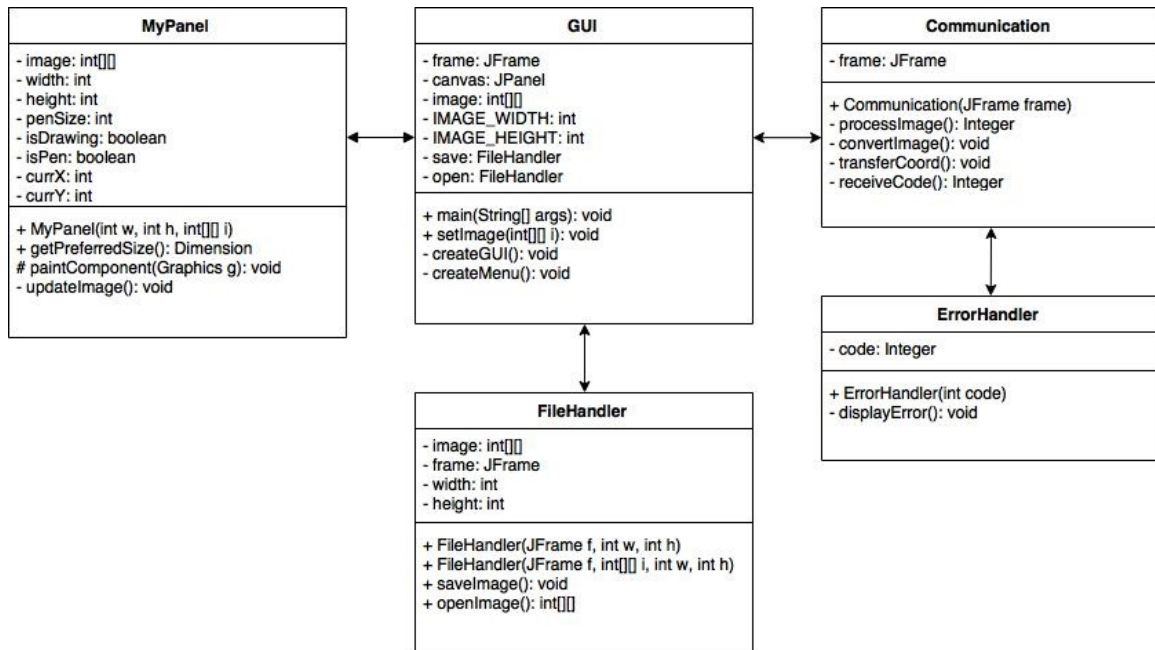 MyPanel
- image: int[][]
- width: int
- height: int
- penSize: int
- isDrawing: boolean
- isPen: boolean
- currX: int
- currY: int
+ MyPanel(int w, int h, int[][] i)
+ getPreferredSize(): Dimension
# paintComponent(Graphics g): void
- updateImage(): void
GUI
- frame: JFrame
- canvas: JPanel
- image: int[][]
- IMAGE_WIDTH: int
- IMAGE_HEIGHT: int
- save: FileHandler
- open: FileHandler
+ main(String[] args): void
+ setImage(int[][] i): void
- createGUI(): void
- createMenu(): void
Communication
- frame: JFrame
+ Communication(JFrame frame)
- processImage(): Integer
- convertImage(): void
- transferCoord(): void
- receiveCode(): Integer
ErrorHandler
- code: Integer
+ ErrorHandler(int code)
- displayError(): void
FileHandler
- image: int[][]
- frame: JFrame
- width: int
- height: int
+ FileHandler(JFrame f, int w, int h)
+ FileHandler(JFrame f, int[][] i, int w, int h)
+ saveImage(): void
+ openImage(): int[][]